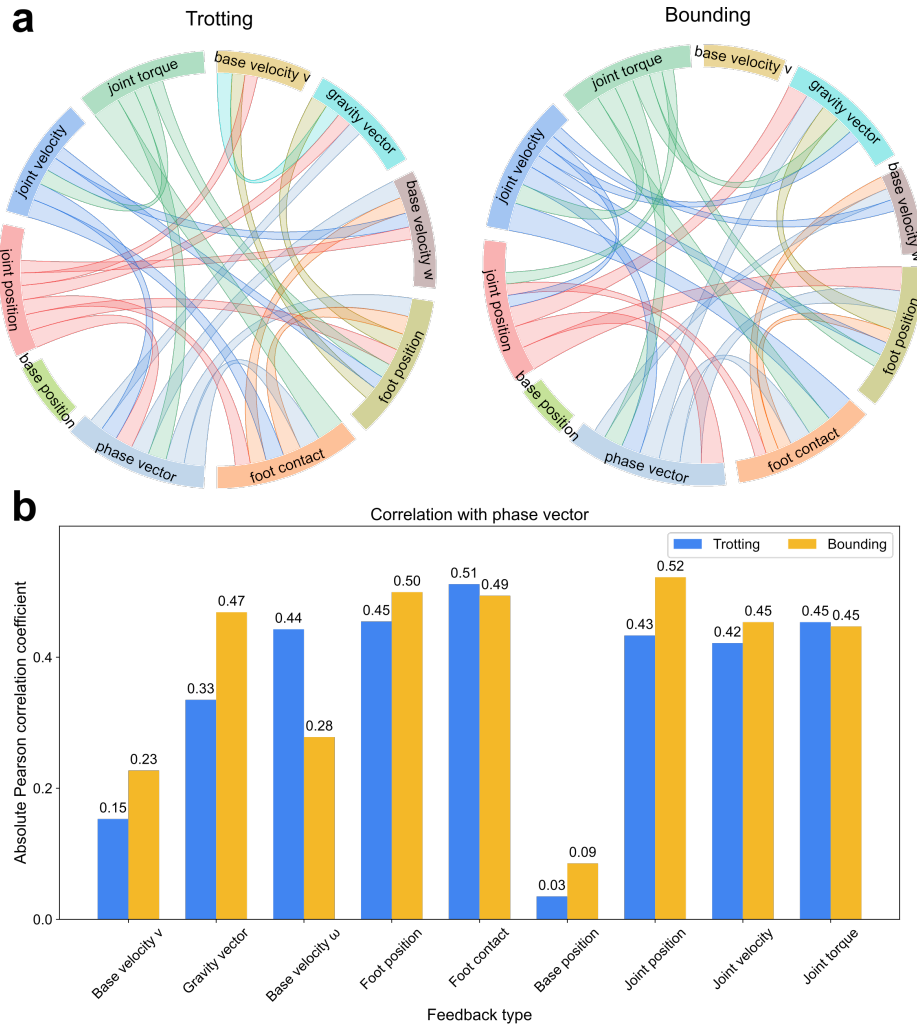 a
Trotting
Bounding
joint torque
base velocity v
gravity vector
base velocity w
foot position
foot contact
phase vector
base position
joint position
joint velocity
joint torque
base velocity v
gravity vector
base velocity w
foot position
foot contact
phase vector
base position
joint position
joint velocity
b
Correlation with phase vector
Trotting
Bounding
Absolute Pearson correlation coefficient
0.4
0.2
0.0
0.15
0.23
0.33
0.47
0.44
0.28
0.45
0.50
0.51
0.49
0.03
0.09
0.43
0.52
0.42
0.45
0.45
0.45
Base velocity v
Gravity vector
Base velocity ω
Foot position
Foot contact
Base position
Joint position
Joint velocity
Joint torque
Feedback type